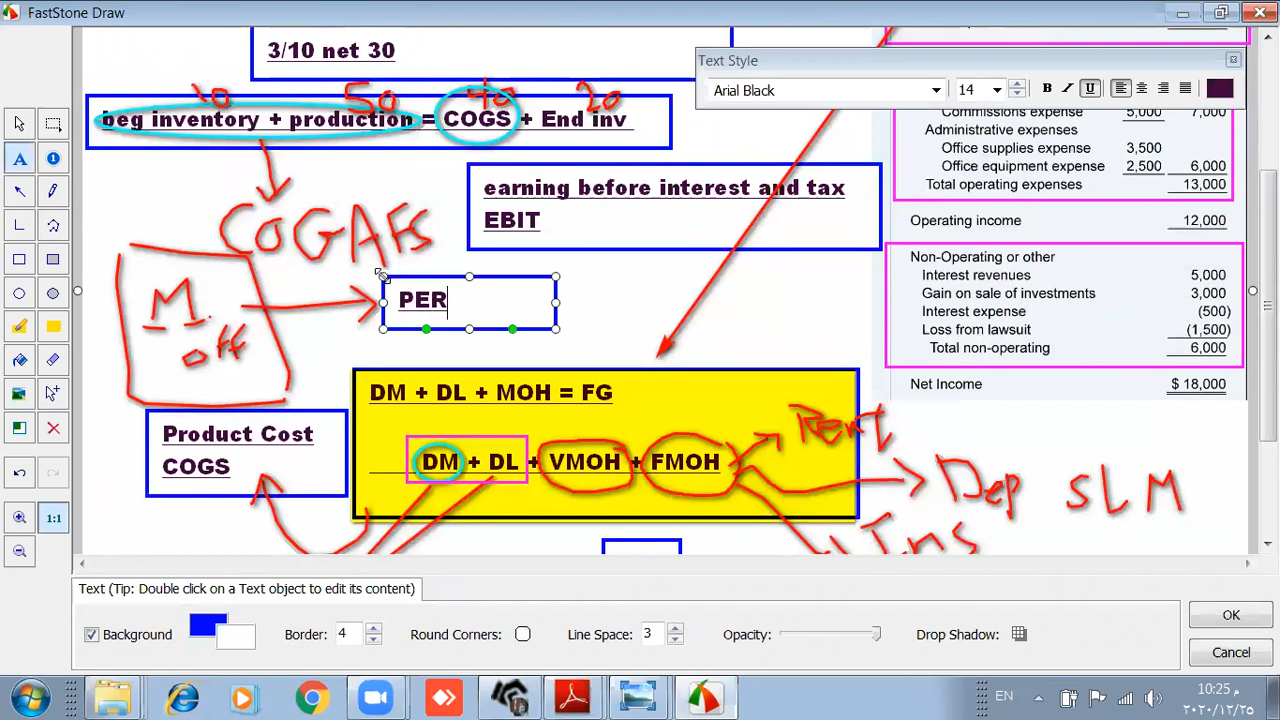 FastStone Draw
3/10 net 30
Text Style
Arial Black
14
B I U
10 50 40 20
beg inventory + production = COGS + End inv
COGAFS
earning before interest and tax
EBIT
M.
off
PER
DM + DL + MOH = FG
DM + DL + VMOH + FMOH
Rent
Dep SLM
Ins
Product Cost
COGS
Commissions expense 5,000 7,000
Administrative expenses
Office supplies expense 3,500
Office equipment expense 2,500 6,000
Total operating expenses 13,000
Operating income 12,000
Non-Operating or other
Interest revenues 5,000
Gain on sale of investments 3,000
Interest expense (500)
Loss from lawsuit (1,500)
Total non-operating 6,000
Net Income $ 18,000
A
1
1:1
Text (Tip: Double click on a Text object to edit its content)
Background
Border: 4
Round Corners:
Line Space: 3
Opacity:
Drop Shadow:
OK
Cancel
EN
10:25 م
٢٠٢٠/١٢/٢٥